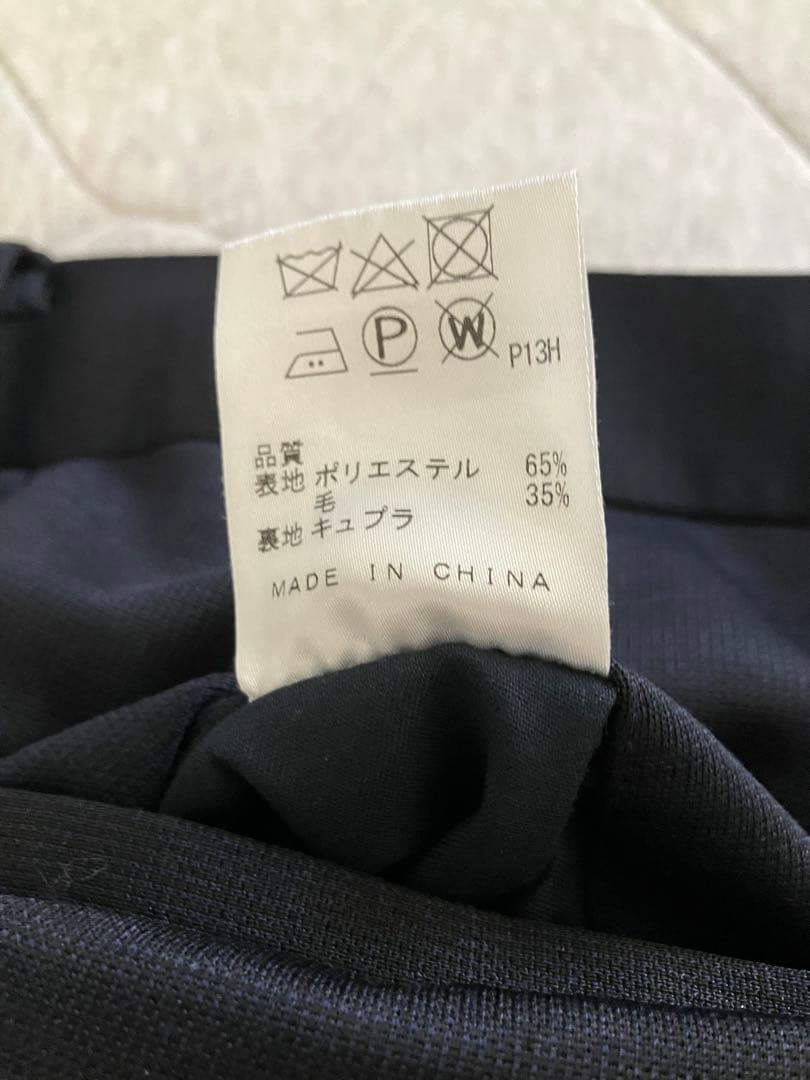 P W P13H
品質
表地 ポリエステル 65%
毛 35%
裏地 キュプラ
MADE IN CHINA